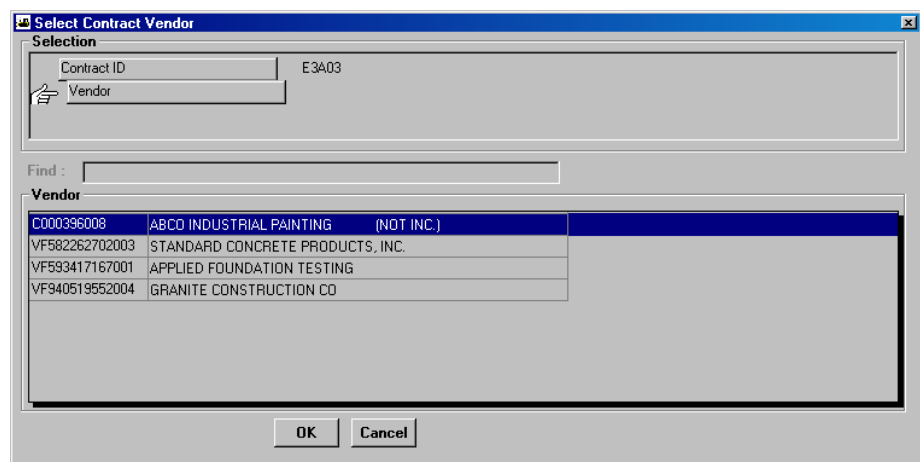 Select Contract Vendor
Selection
Contract ID E3A03
Vendor
Find :
Vendor
C000396008 ABCO INDUSTRIAL PAINTING (NOT INC.)
VF582262702003 STANDARD CONCRETE PRODUCTS, INC.
VF593417167001 APPLIED FOUNDATION TESTING
VF940519552004 GRANITE CONSTRUCTION CO
OK Cancel